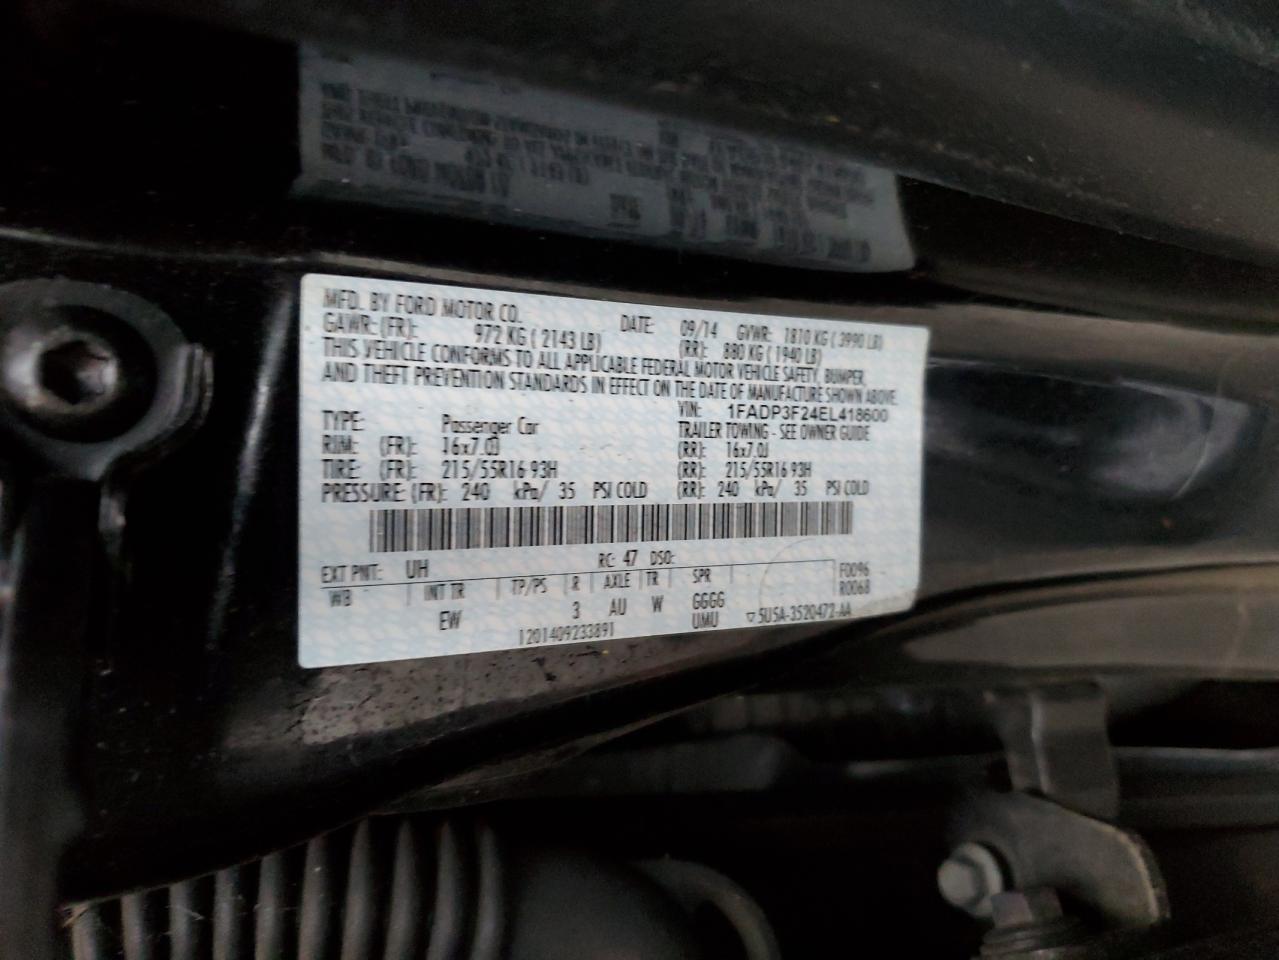 MFD. BY FORD MOTOR CO.
DATE: 09/14 GVWR: 1810 KG ( 3990 LB)
GAWR:(FR): 972 KG ( 2143 LB) (RR): 880 KG ( 1940 LB)
THIS VEHICLE CONFORMS TO ALL APPLICABLE FEDERAL MOTOR VEHICLE SAFETY, BUMPER,
AND THEFT PREVENTION STANDARDS IN EFFECT ON THE DATE OF MANUFACTURE SHOWN ABOVE.
VIN: 1FADP3F24EL418600
TYPE: Passenger Car TRAILER TOWING - SEE OWNER GUIDE
RIM: (FR): 16x7.0J (RR): 16x7.0J
TIRE: (FR): 215/55R16 93H (RR): 215/55R16 93H
PRESSURE: (FR): 240 kPa/ 35 PSI COLD (RR): 240 kPa/ 35 PSI COLD
EXT PNT: UH RC: 47 DSO: F0096
WB INT TR TP/PS R AXLE TR SPR R0068
EW 3 AU W GGGG
1201409233891 UMU ▽5U5A-3520472-AA